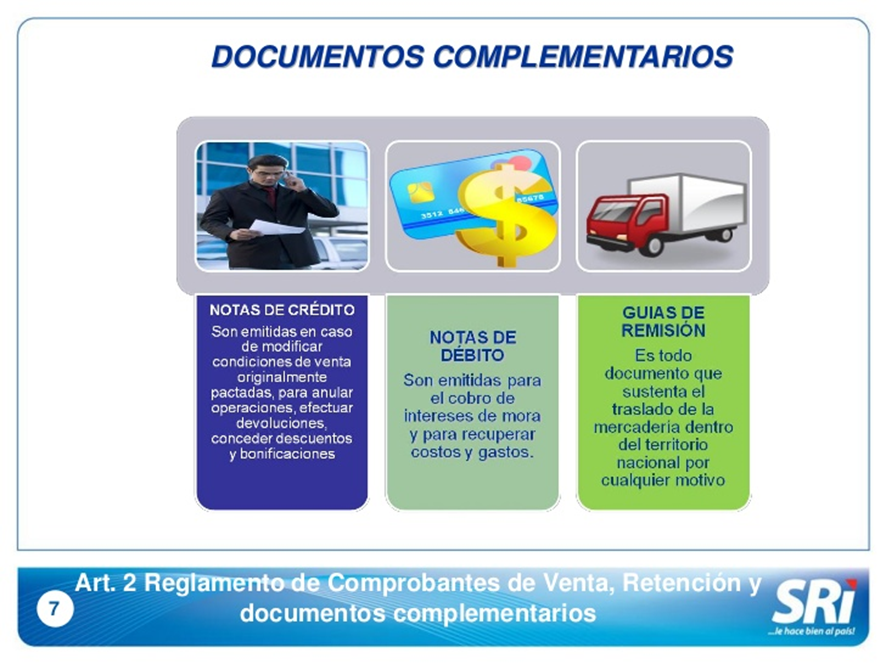 DOCUMENTOS COMPLEMENTARIOS
3512 846
65678
NOTAS DE CRÉDITO
Son emitidas en caso
de modificar
condiciones de venta
originalmente
pactadas, para anular
operaciones, efectuar
devoluciones,
conceder descuentos
y bonificaciones
NOTAS DE
DÉBITO
Son emitidas para
el cobro de
intereses de mora
y para recuperar
costos y gastos.
GUIAS DE
REMISIÓN
Es todo
documento que
sustenta el
traslado de la
mercadería dentro
del territorio
nacional por
cualquier motivo
Art. 2 Reglamento de Comprobantes de Venta, Retención y
documentos complementarios
7
SRi
...le hace bien al país!